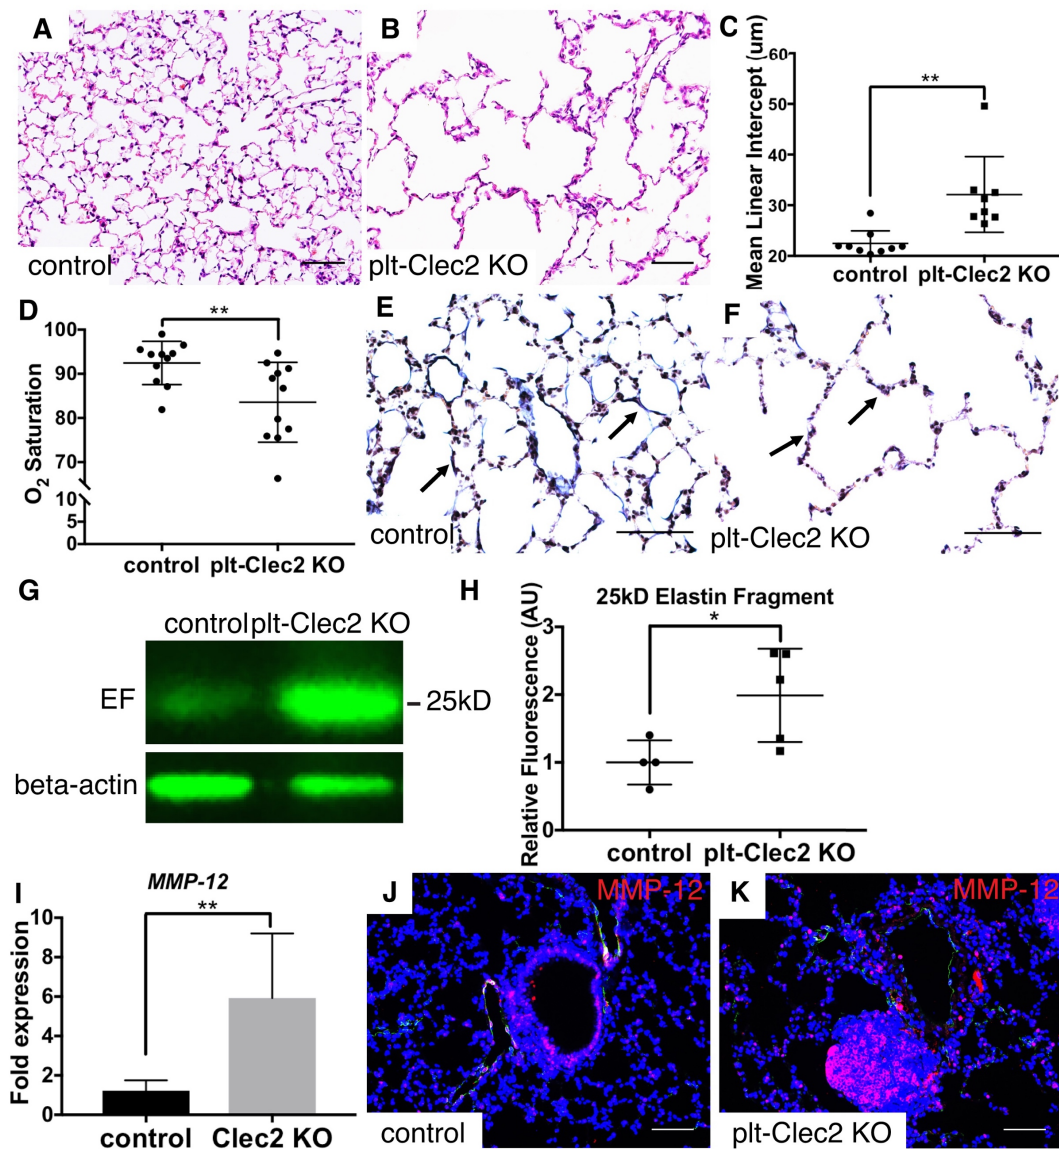 A
control
B
plt-Clec2 KO
C
Mean Linear Intercept (um)
60
50
40
30
20
**
control plt-Clec2 KO
D
O2 Saturation
100
90
80
70
10
5
0
**
control plt-Clec2 KO
E
control
F
plt-Clec2 KO
G
control plt-Clec2 KO
EF
25kD
beta-actin
H
25kD Elastin Fragment
Relative Fluorescence (AU)
3
2
1
0
*
control plt-Clec2 KO
I
MMP-12
Fold expression
10
8
6
4
2
0
**
control Clec2 KO
J
MMP-12
control
K
MMP-12
plt-Clec2 KO